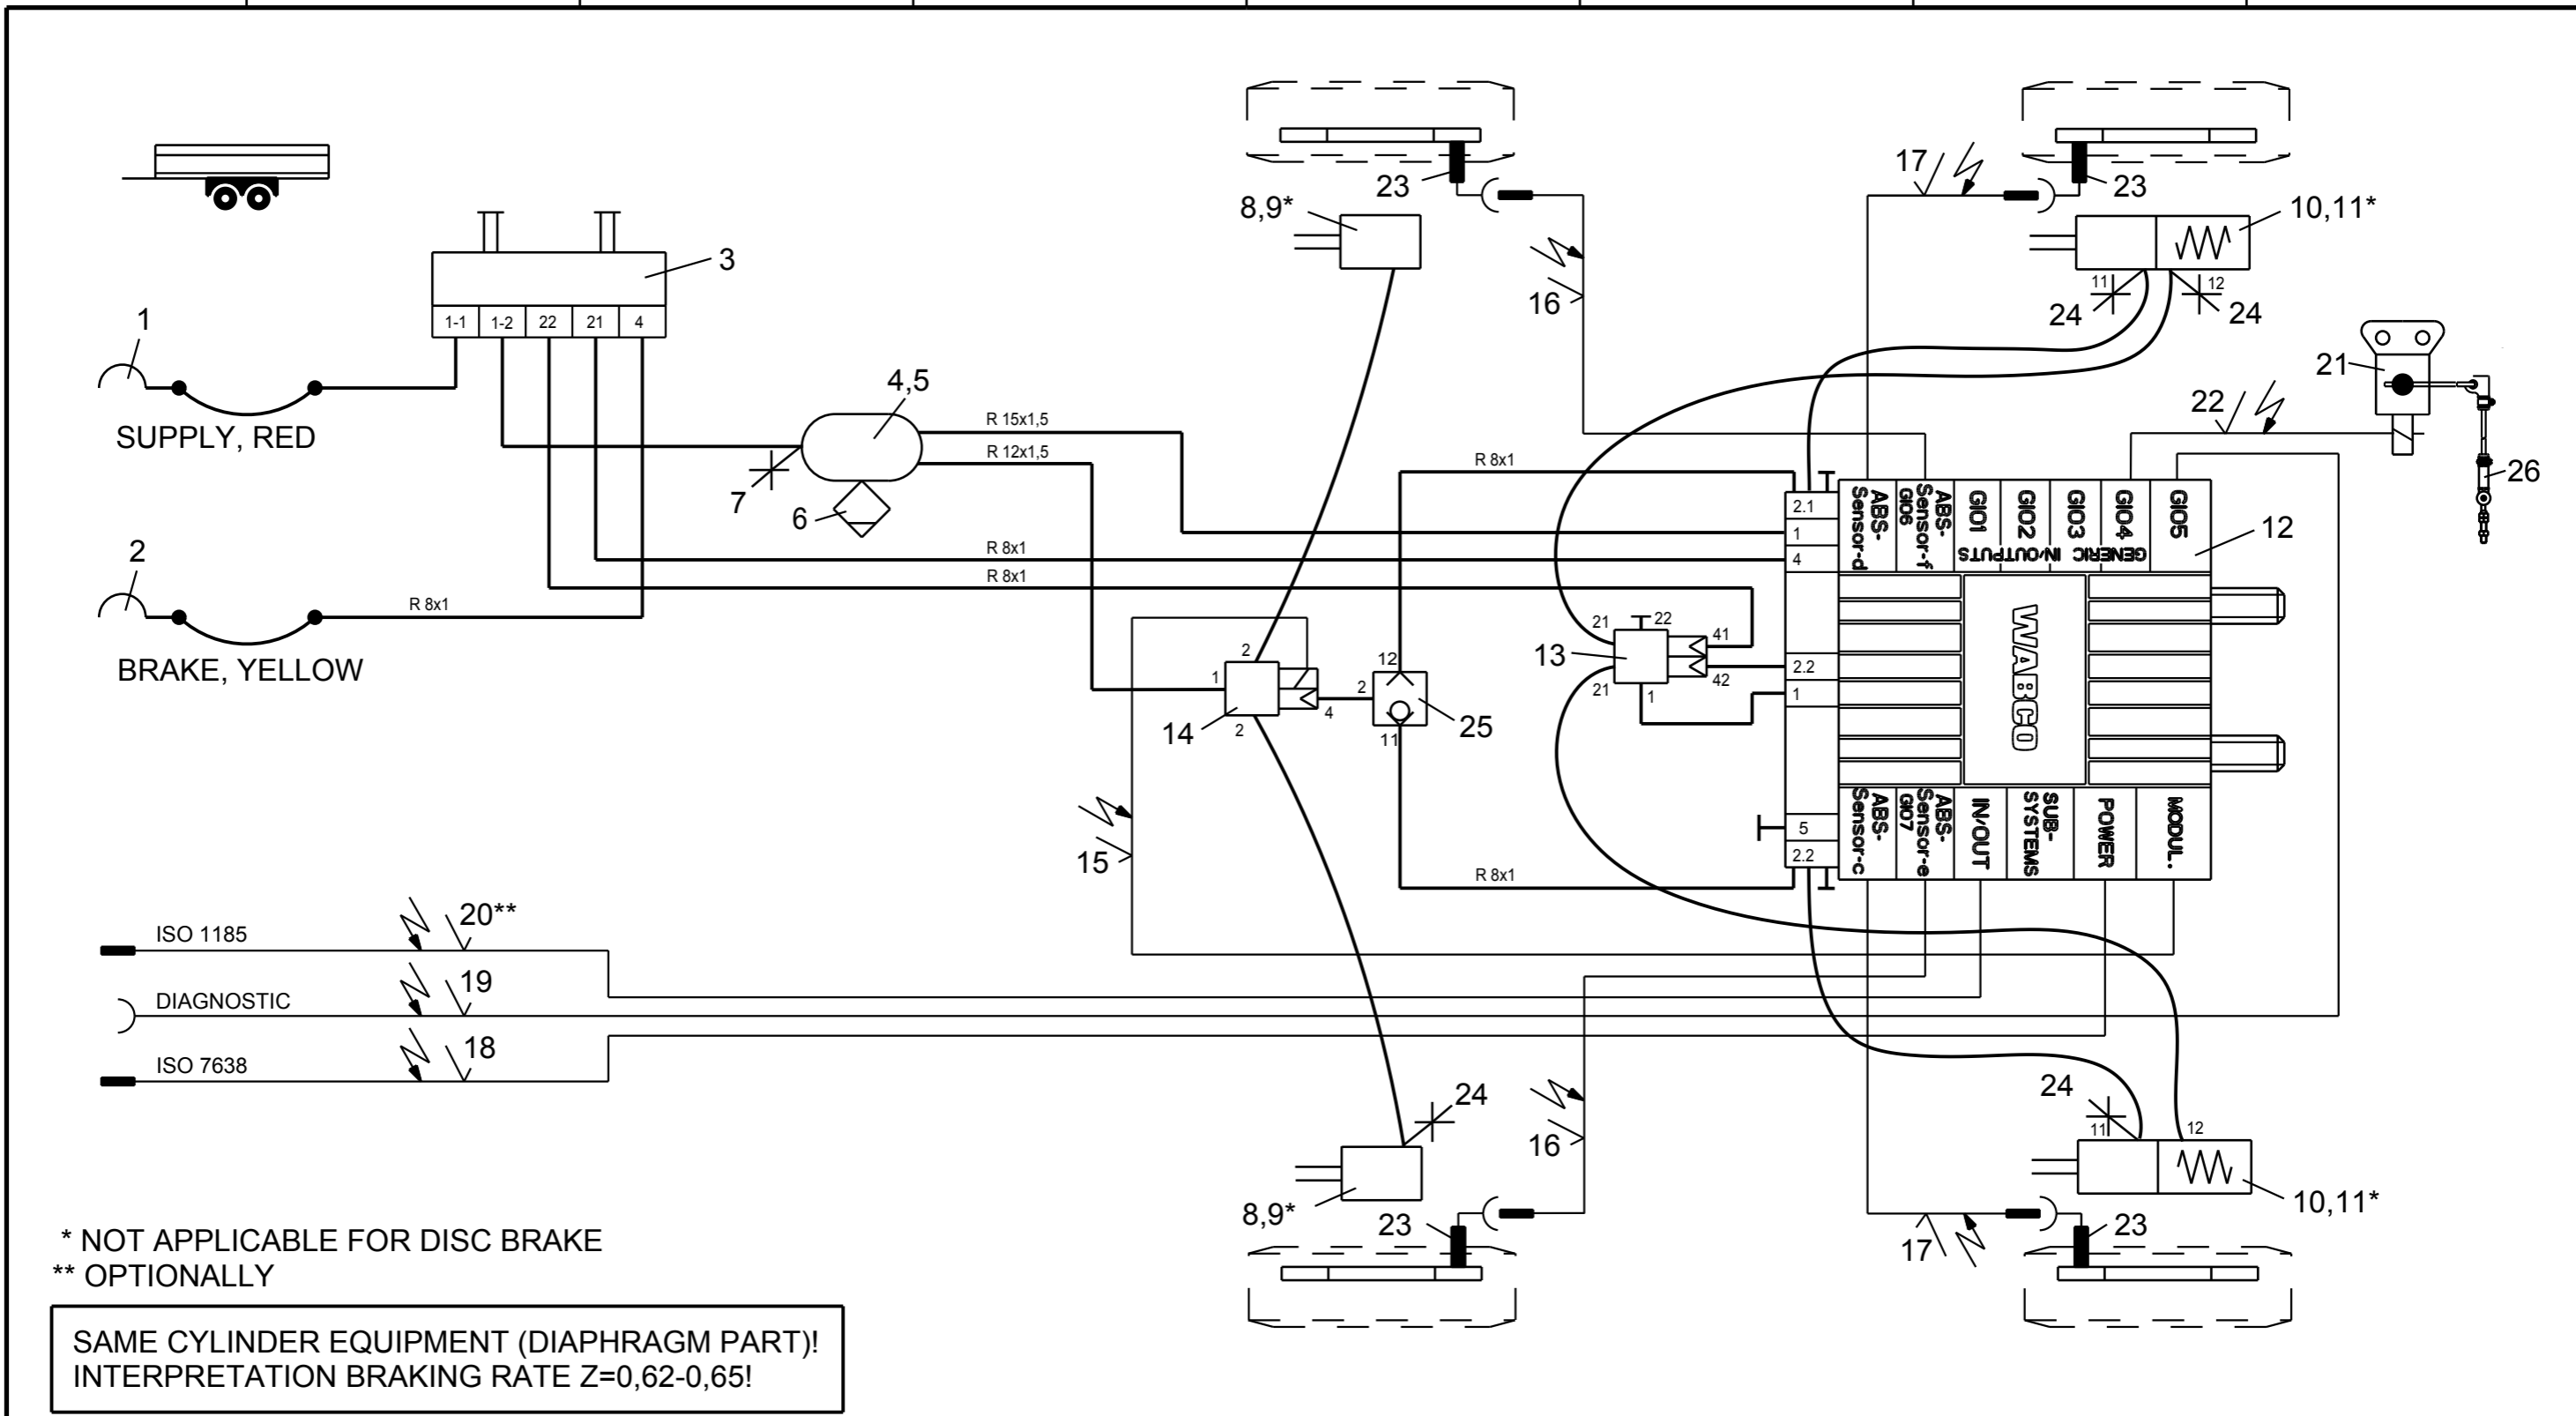 23
17
23
8,9*
10,11*
3
16
11
12
24
24
1
1-1
1-2
22
21
4
21
SUPPLY, RED
4,5
R 15x1,5
22
R 12x1,5
R 8x1
26
7
6
2.1
1
4
ABS-
Sensor-d
ABS-
Sensor-f
GIO6
GIO1
GIO2
GIO3
GIO4
GIO5
GENERIC IN/OUTPUTS
12
R 8x1
R 8x1
2
R 8x1
BRAKE, YELLOW
21
22
41
13
42
21
1
2.2
1
2
1
14
2
4
12
2
25
11
WABCO
15
5
2.2
ABS-
Sensor-c
ABS-
Sensor-e
GIO7
IN/OUT
SUB-
SYSTEMS
POWER
MODUL.
R 8x1
20**
ISO 1185
19
DIAGNOSTIC
18
ISO 7638
24
16
24
11
12
8,9*
23
10,11*
17
23
* NOT APPLICABLE FOR DISC BRAKE
** OPTIONALLY
SAME CYLINDER EQUIPMENT (DIAPHRAGM PART)!
INTERPRETATION BRAKING RATE Z=0,62-0,65!